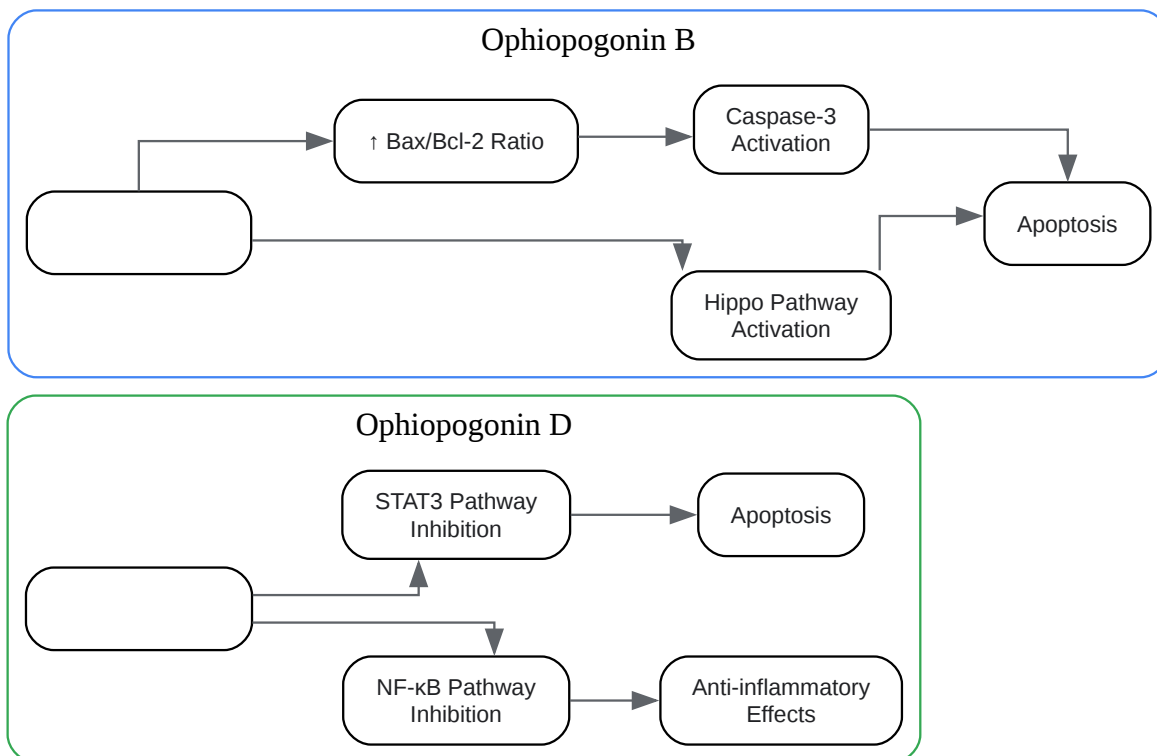 Ophiopogonin B
↑ Bax/Bcl-2 Ratio
Caspase-3
Activation
Apoptosis
Hippo Pathway
Activation
Ophiopogonin D
STAT3 Pathway
Inhibition
Apoptosis
NF-κB Pathway
Inhibition
Anti-inflammatory
Effects